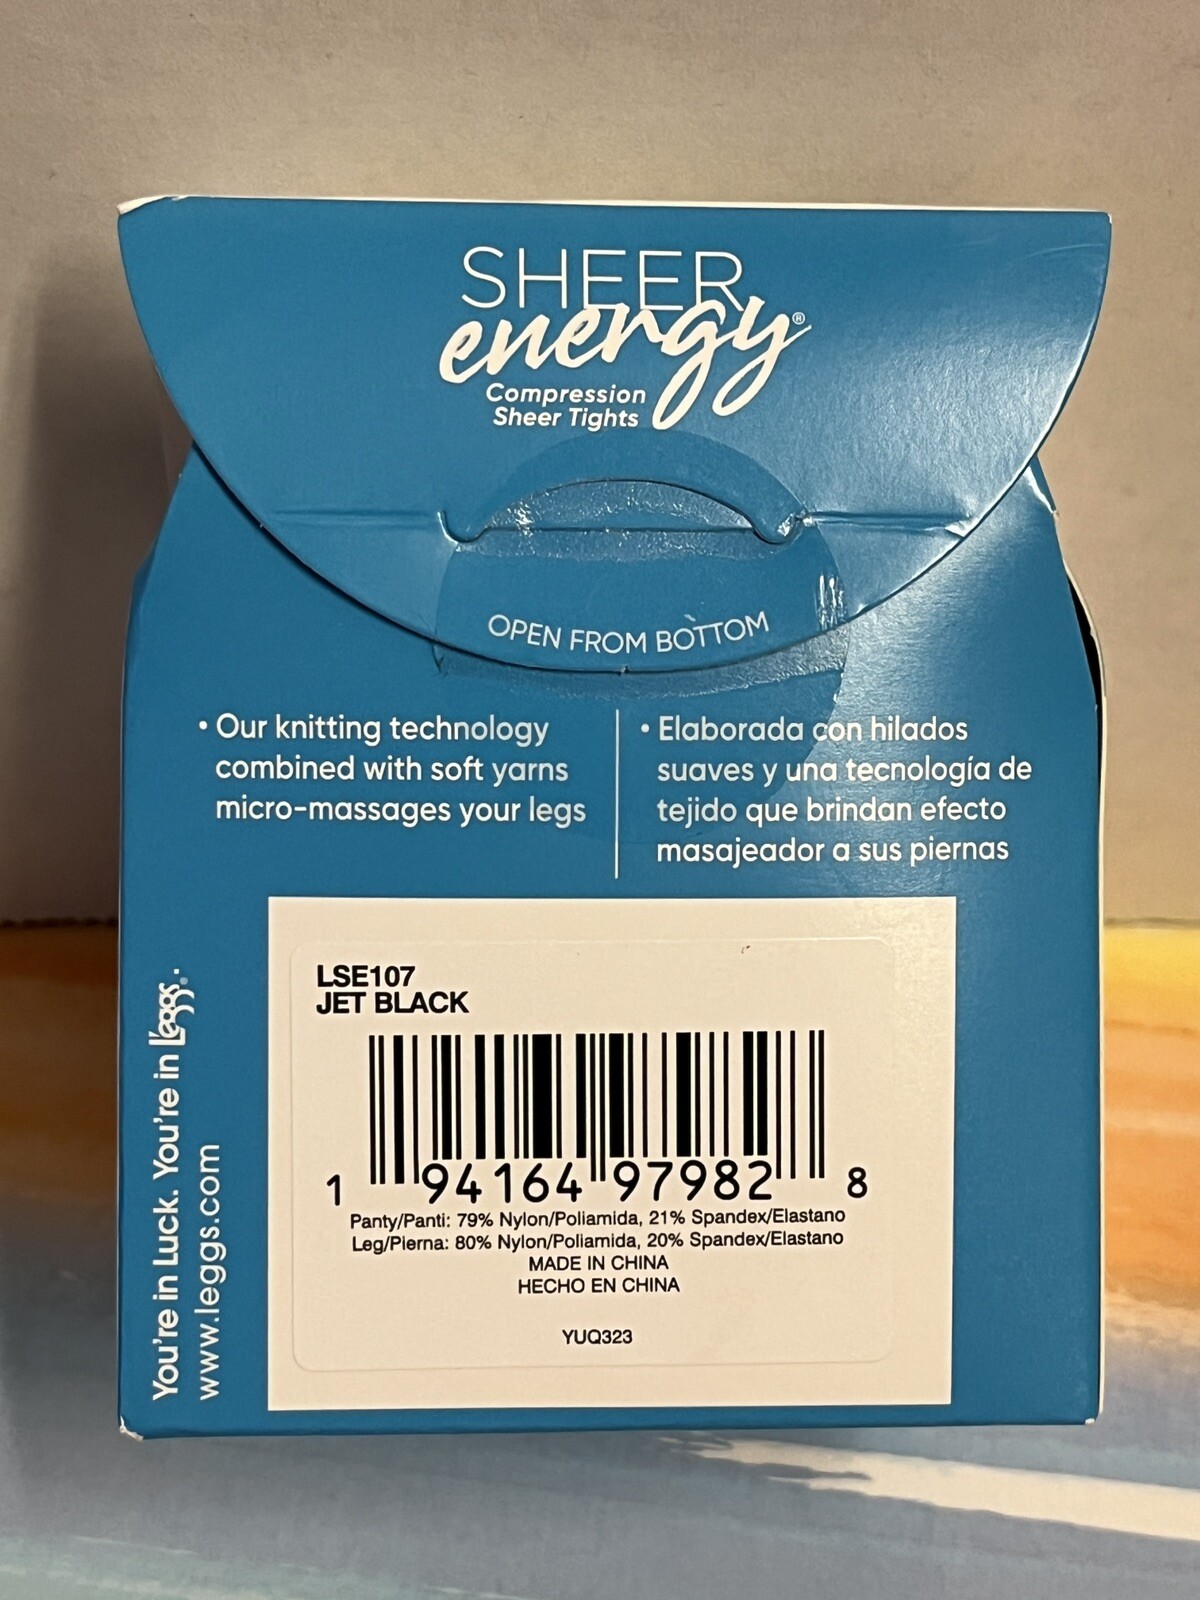 SHEER
energy®
Compression
Sheer Tights
OPEN FROM BOTTOM
• Our knitting technology
combined with soft yarns
micro-massages your legs
• Elaborada con hilados
suaves y una tecnología de
tejido que brindan efecto
masajeador a sus piernas
You're in Luck. You're in L'eggs®.
www.leggs.com
LSE107
JET BLACK
1 94164 97982 8
Panty/Panti: 79% Nylon/Poliamida, 21% Spandex/Elastano
Leg/Pierna: 80% Nylon/Poliamida, 20% Spandex/Elastano
MADE IN CHINA
HECHO EN CHINA
YUQ323